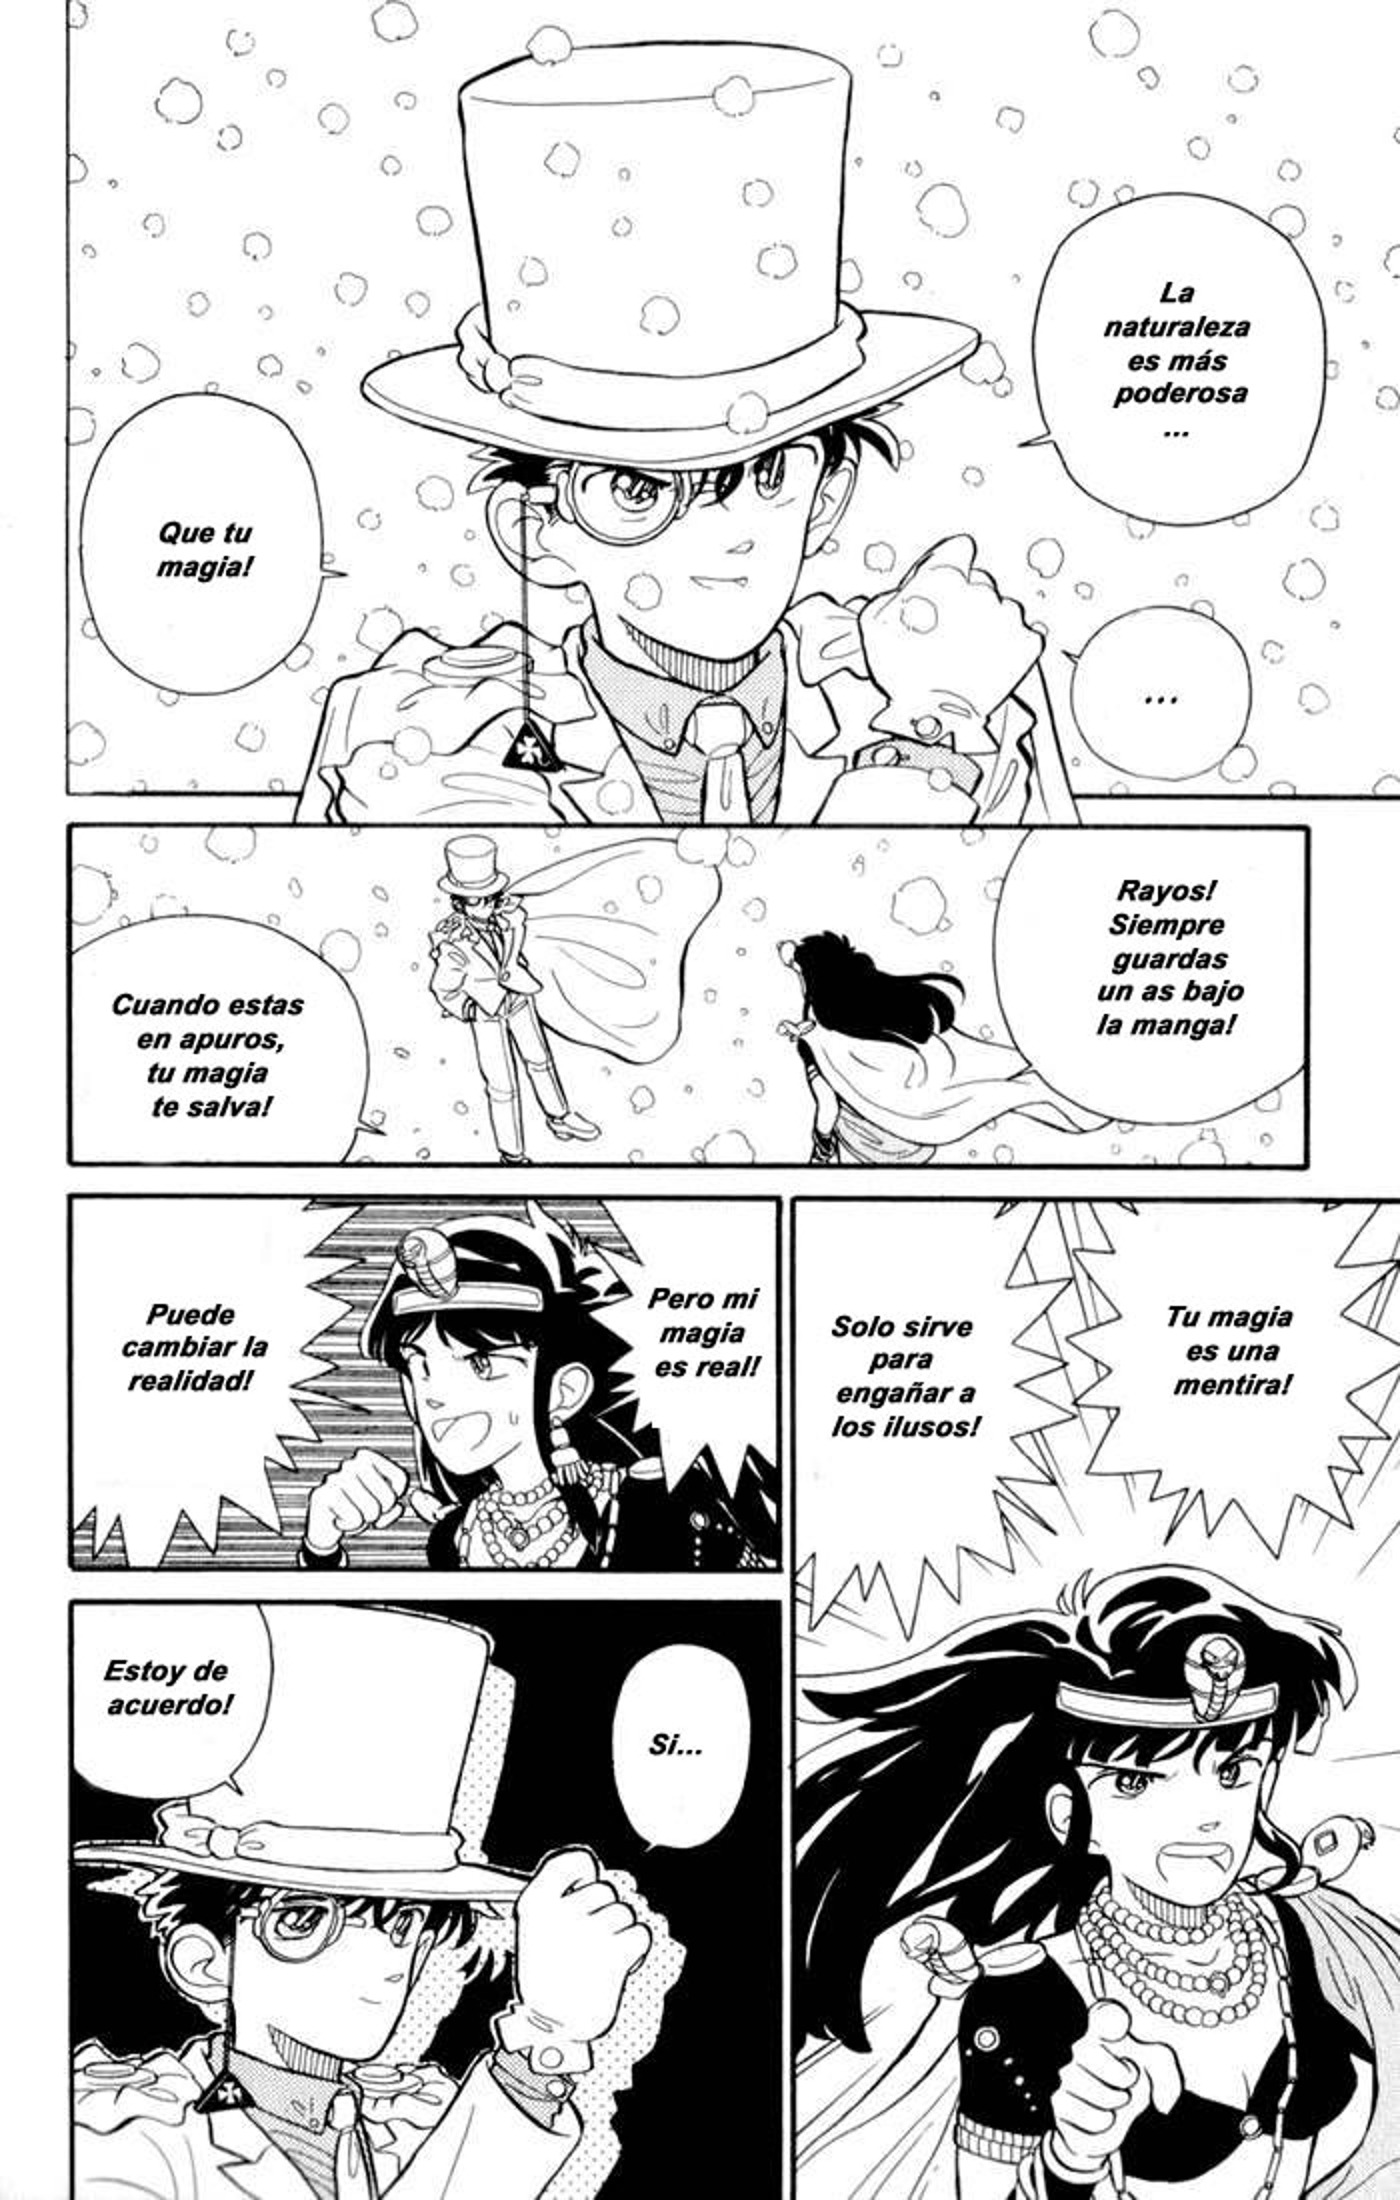 La
naturaleza
es más
poderosa
...
...
Que tu
magia!
Rayos!
Siempre
guardas
un as bajo
la manga!
Cuando estas
en apuros,
tu magia
te salva!
Tu magia
es una
mentira!
Solo sirve
para
engañar a
los ilusos!
Pero mi
magia
es real!
Puede
cambiar la
realidad!
Si...
Estoy de
acuerdo!